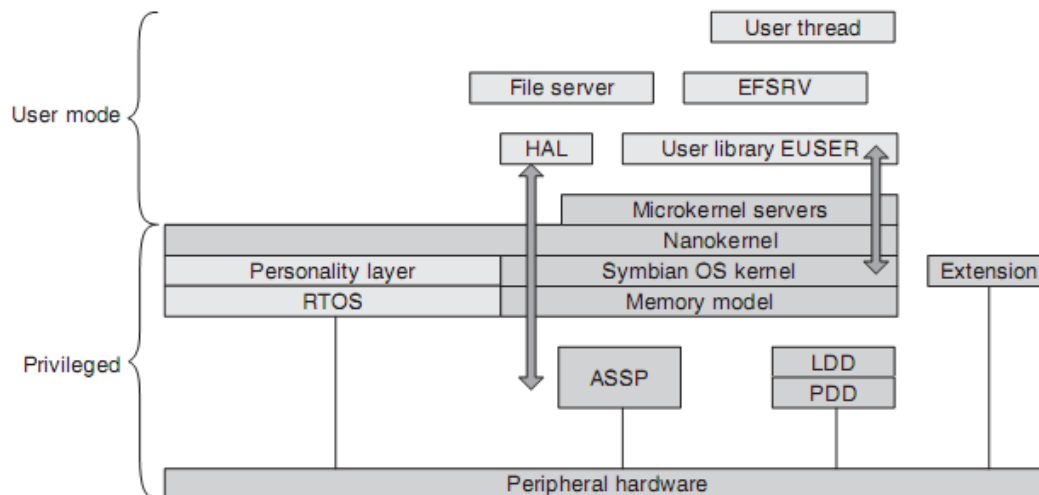 User thread
File server
EFSRV
User mode
HAL
User library EUSER
Microkernel servers
Nanokernel
Personality layer
Symbian OS kernel
Extension
RTOS
Memory model
Privileged
ASSP
LDD
PDD
Peripheral hardware